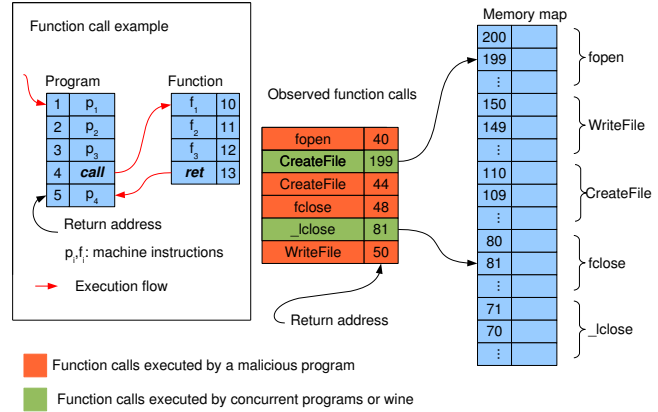 Function call example
Program
Function
1 p1
2 p2
3 p3
4 call
5 p4
f1 10
f2 11
f3 12
ret 13
Return address
pi,fi: machine instructions
Execution flow
Observed function calls
fopen 40
CreateFile 199
CreateFile 44
fclose 48
_lclose 81
WriteFile 50
Return address
Memory map
200
199
⋮
fopen
150
149
⋮
WriteFile
110
109
⋮
CreateFile
80
81
⋮
fclose
71
70
⋮
_lclose
Function calls executed by a malicious program
Function calls executed by concurrent programs or wine